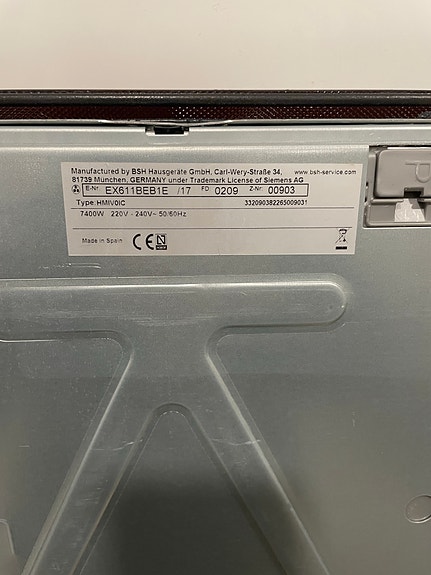 Manufactured by BSH Hausgeräte GmbH, Carl-Wery-Straße 34, www.bsh-service.com
81739 München, GERMANY under Trademark License of Siemens AG
E-Nr EX611BEB1E /17 FD 0209 Z-Nr 00903
Type:HMIV0IC 332090382265009031
7400W 220V - 240V~ 50/60Hz
Made in Spain CE N